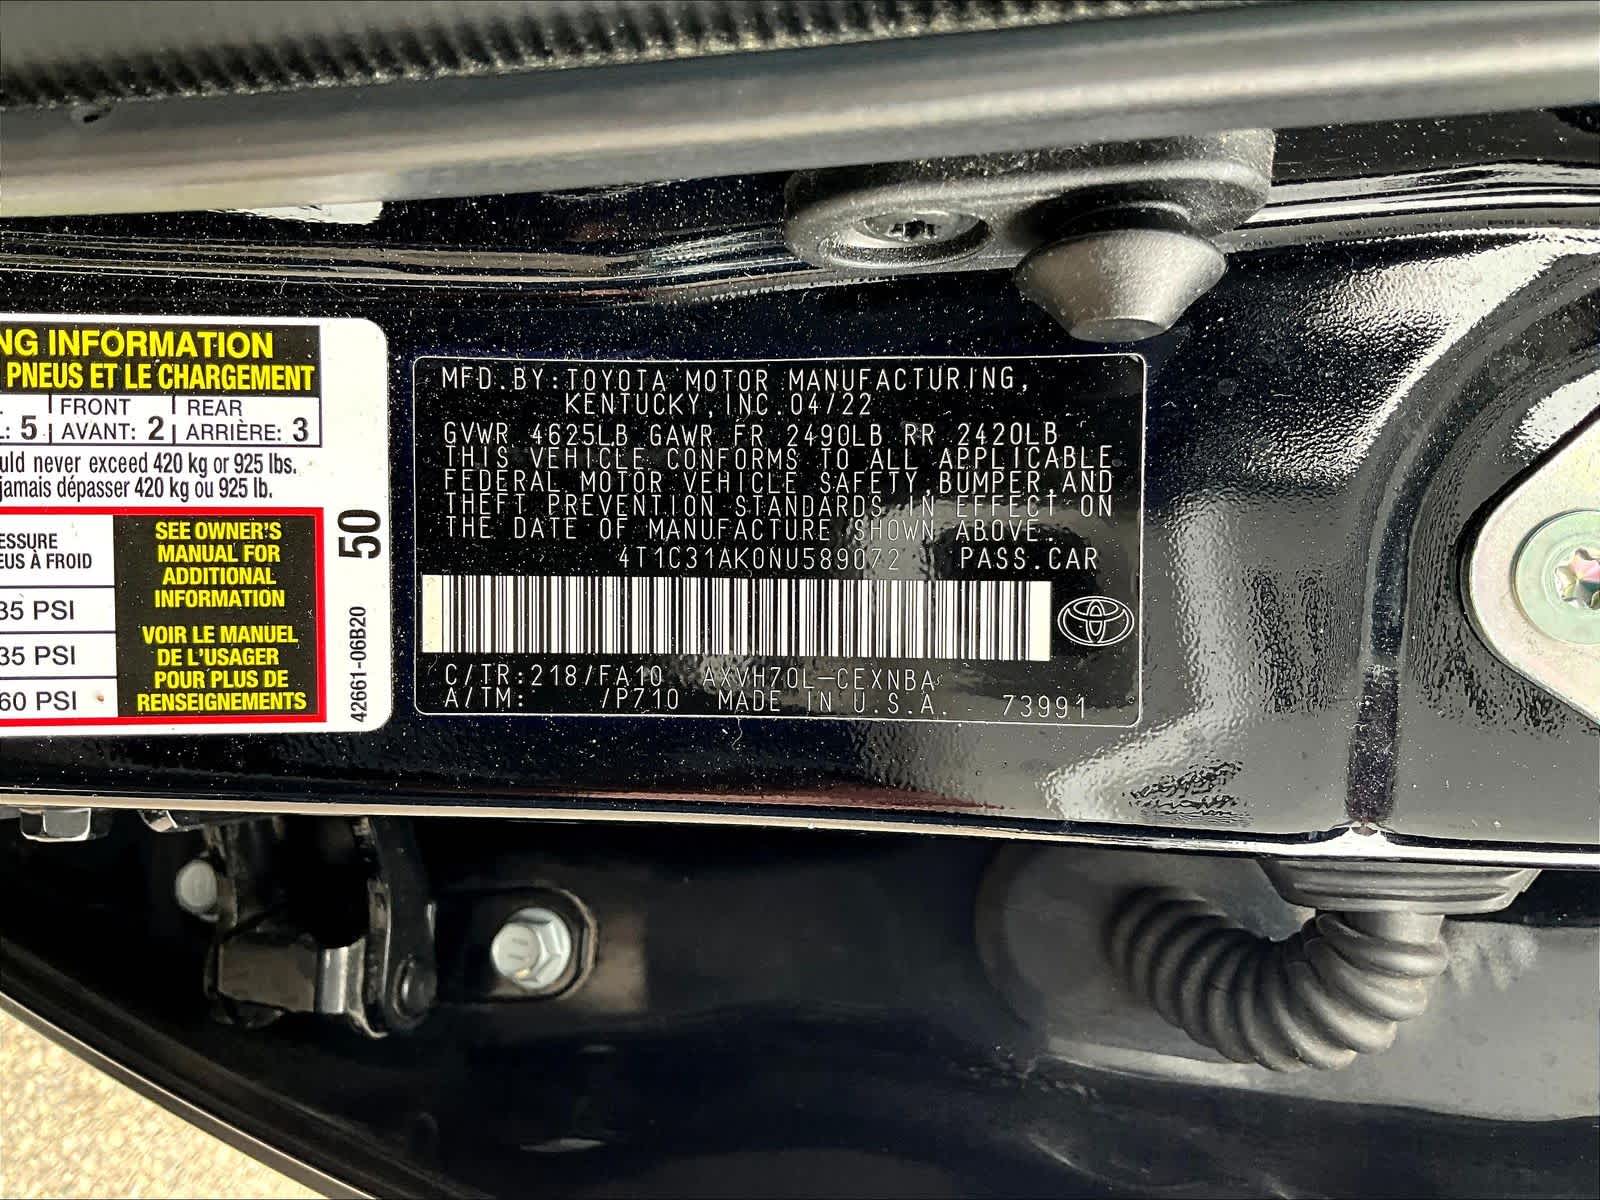 NG INFORMATION
PNEUS ET LE CHARGEMENT
L: 5 | FRONT AVANT: 2 | REAR ARRIÈRE: 3
uld never exceed 420 kg or 925 lbs.
jamais dépasser 420 kg ou 925 lb.
ESSURE
EUS À FROID
35 PSI
35 PSI
60 PSI
SEE OWNER'S
MANUAL FOR
ADDITIONAL
INFORMATION
VOIR LE MANUEL
DE L'USAGER
POUR PLUS DE
RENSEIGNEMENTS
50
42661-06B20
MFD.BY:TOYOTA MOTOR MANUFACTURING,
KENTUCKY,INC.04/22
GVWR 4625LB GAWR FR 2490LB RR 2420LB
THIS VEHICLE CONFORMS TO ALL APPLICABLE
FEDERAL MOTOR VEHICLE SAFETY,BUMPER,AND
THEFT PREVENTION STANDARDS IN EFFECT ON
THE DATE OF MANUFACTURE SHOWN ABOVE.
4T1C31AK0NU589072 PASS.CAR
C/TR:218/FA10 AXVH70L-CEXNBA
A/TM: /P710 MADE IN U.S.A. 73991